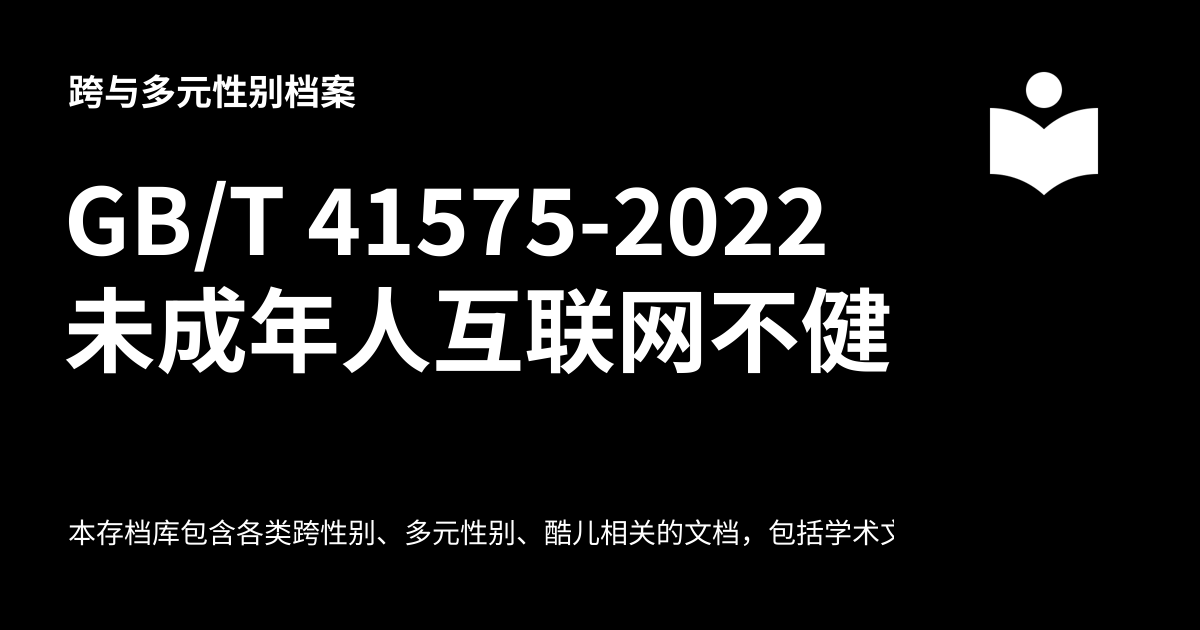 跨与多元性别档案
GB/T 41575-2022
未成年人互联网不健
本存档库包含各类跨性别、多元性别、酷儿相关的文档，包括学术